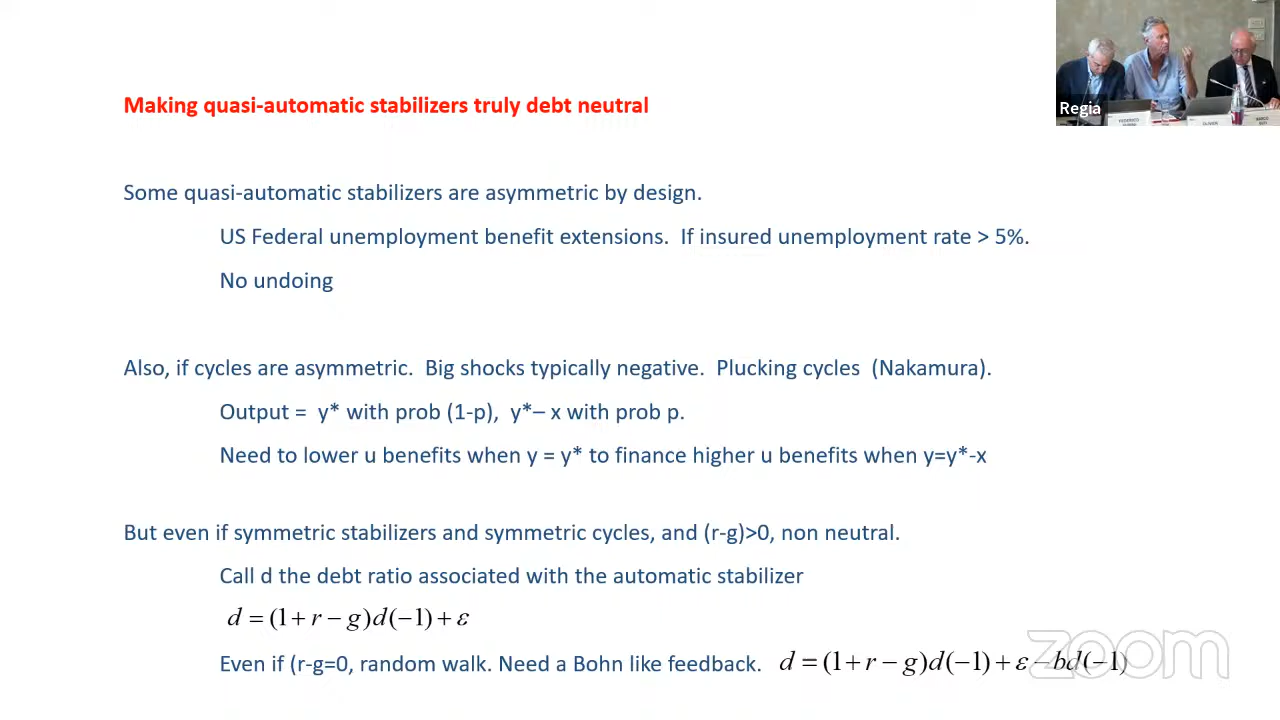 Making quasi-automatic stabilizers truly debt neutral
Regia
Some quasi-automatic stabilizers are asymmetric by design.
US Federal unemployment benefit extensions. If insured unemployment rate > 5%.
No undoing
Also, if cycles are asymmetric. Big shocks typically negative. Plucking cycles (Nakamura).
Output = y* with prob (1-p), y*– x with prob p.
Need to lower u benefits when y = y* to finance higher u benefits when y=y*-x
But even if symmetric stabilizers and symmetric cycles, and (r-g)>0, non neutral.
Call d the debt ratio associated with the automatic stabilizer
d = (1+ r − g)d(−1) + ε
Even if (r-g=0, random walk. Need a Bohn like feedback. d = (1+ r − g)d(−1) + ε − bd(−1)
zoom